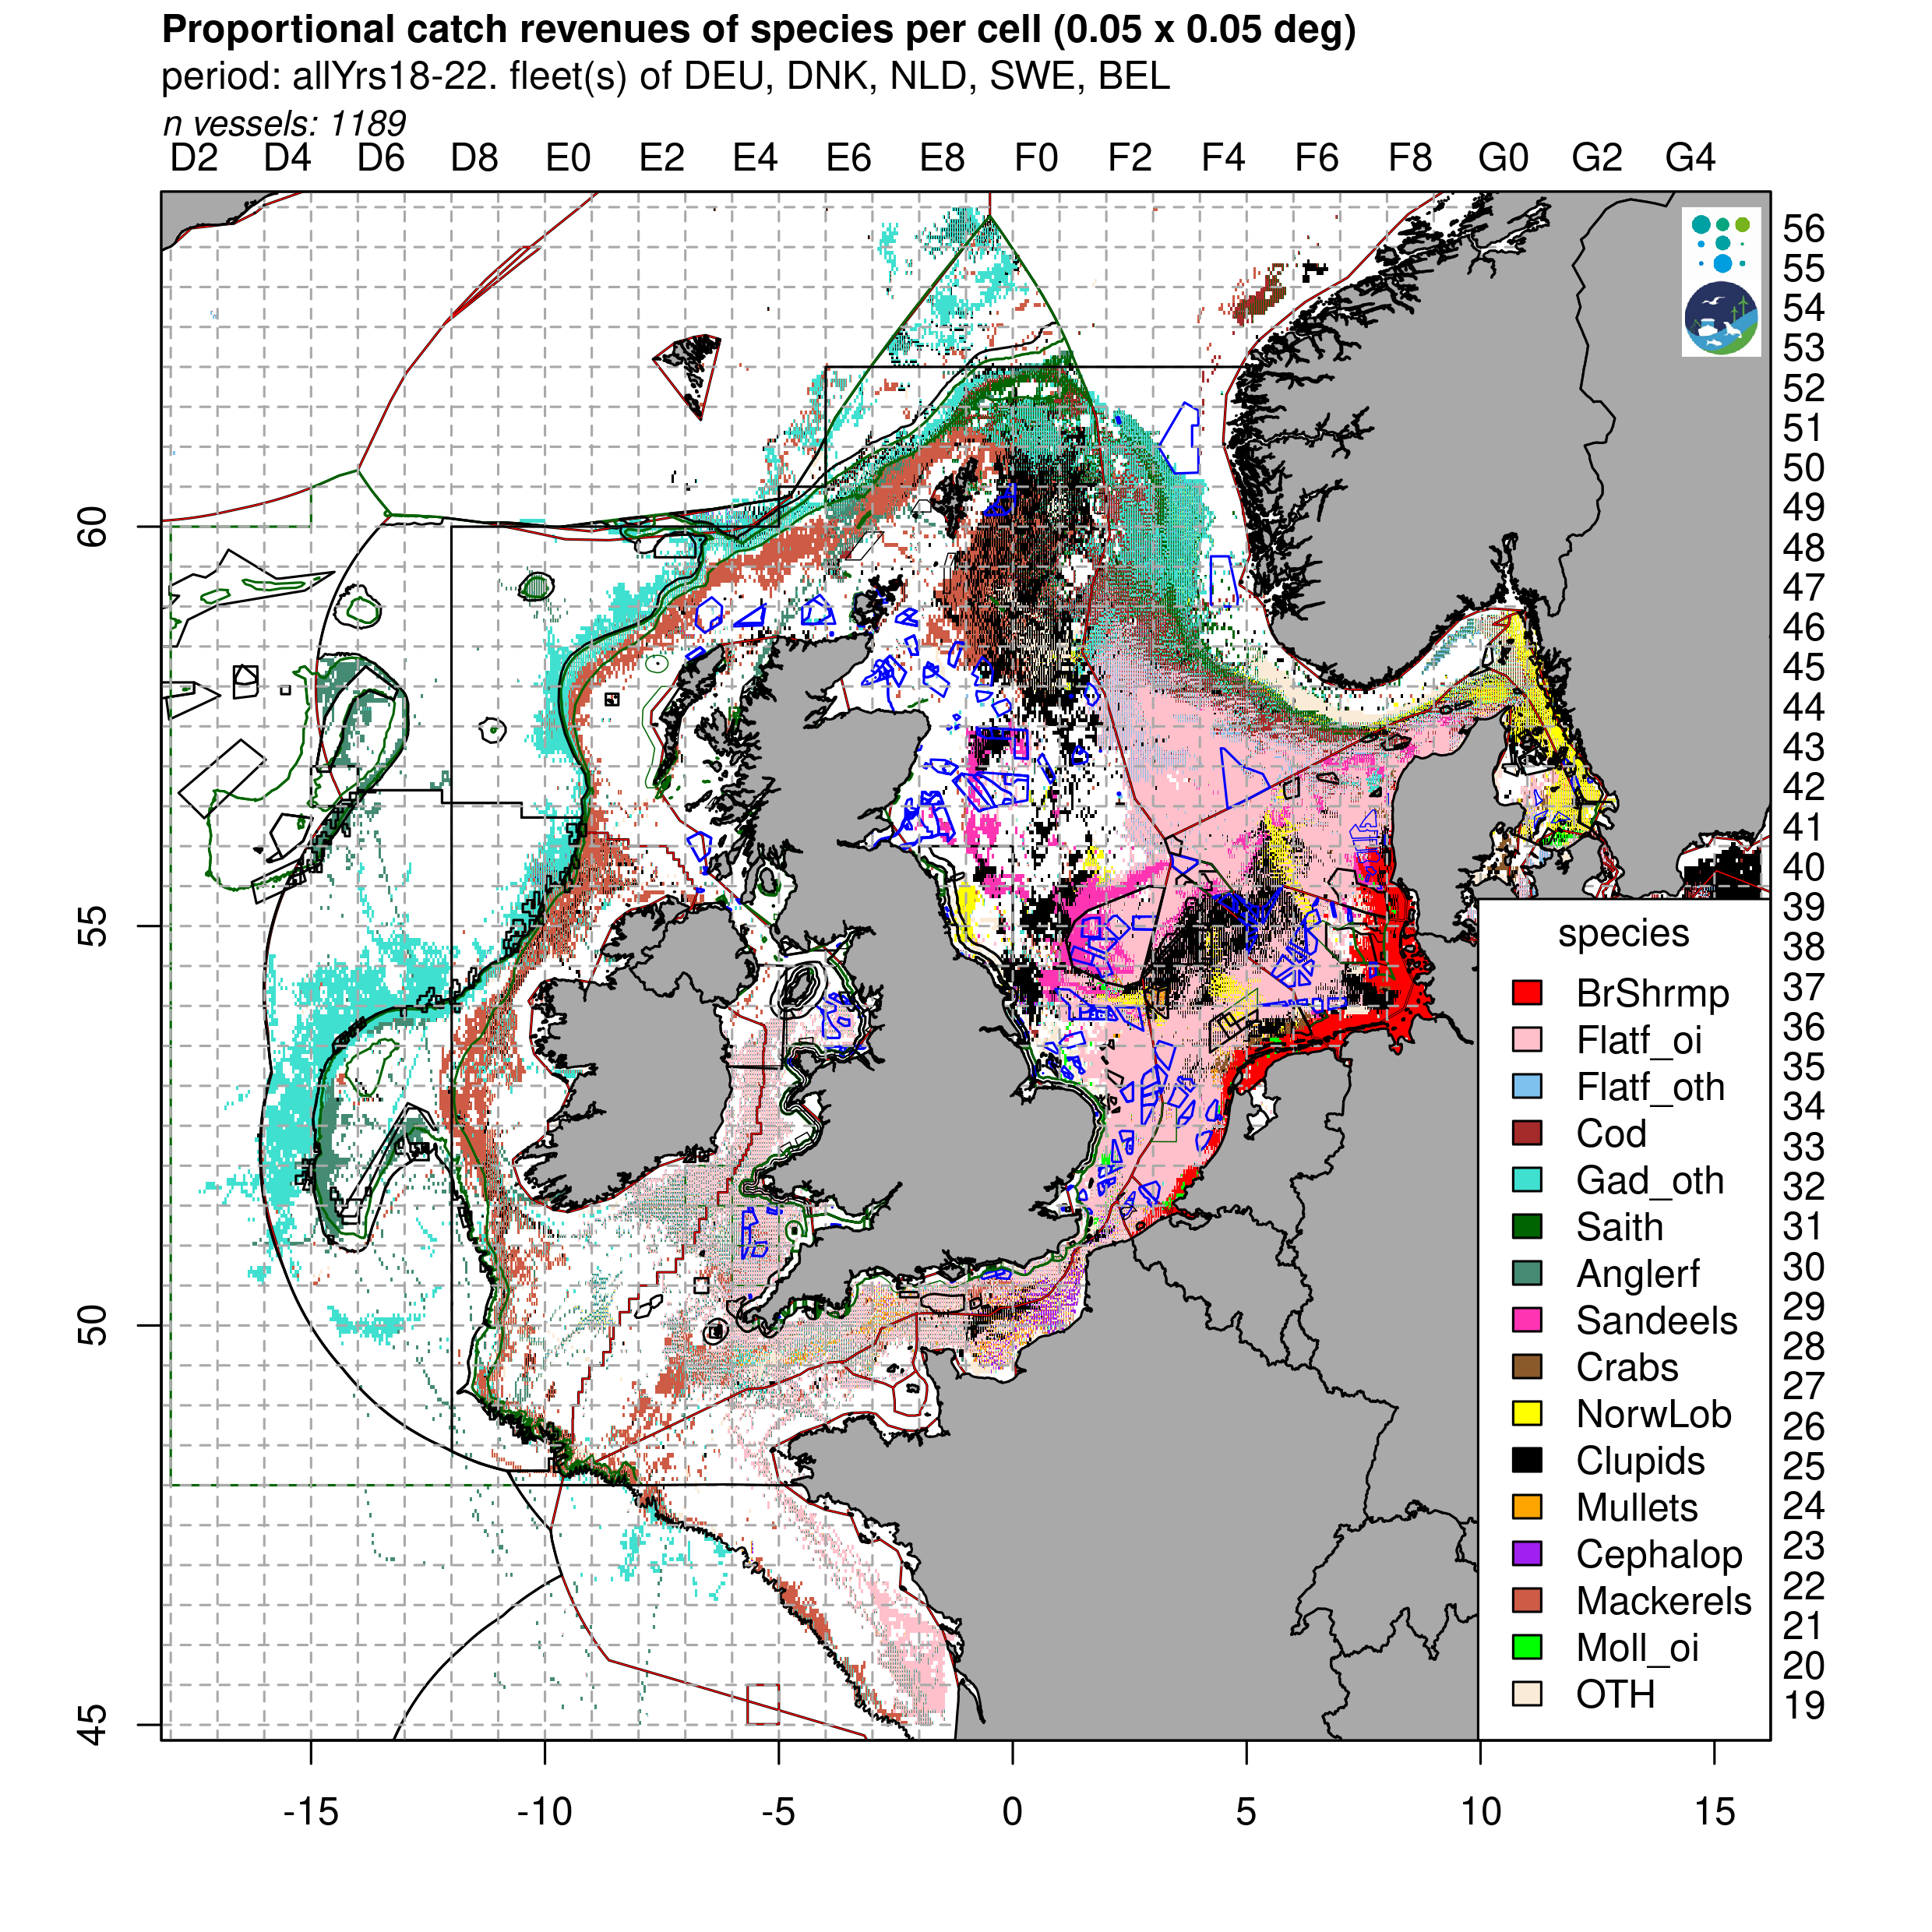 Proportional catch revenues of species per cell (0.05 x 0.05 deg)
period: allYrs18-22. fleet(s) of DEU, DNK, NLD, SWE, BEL
n vessels: 1189
D2 D4 D6 D8 E0 E2 E4 E6 E8 F0 F2 F4 F6 F8 G0 G2 G4
56
55
54
53
52
51
50
49
48
47
46
45
44
43
42
41
40
39
38
37
36
35
34
33
32
31
30
29
28
27
26
25
24
23
22
21
20
19
60
55
50
45
species
BrShrmp
Flatf_oi
Flatf_oth
Cod
Gad_oth
Saith
Anglerf
Sandeels
Crabs
NorwLob
Clupids
Mullets
Cephalop
Mackerels
Moll_oi
OTH
-15 -10 -5 0 5 10 15